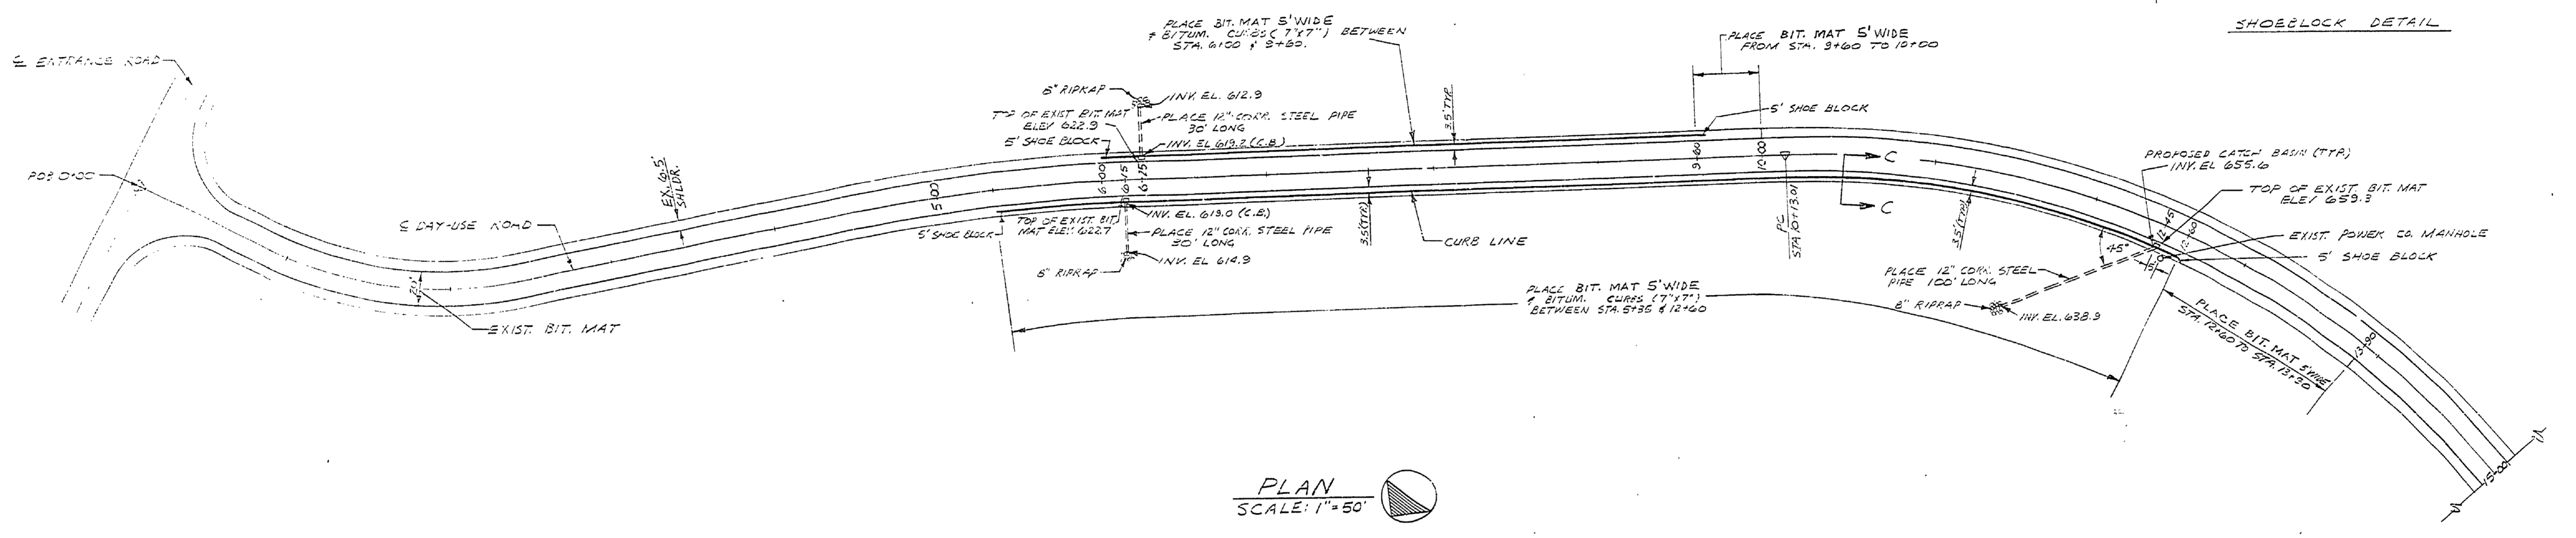 SHOEBLOCK DETAIL
PLACE BIT. MAT 5' WIDE
& BITUM. CURBS (7"x7") BETWEEN
STA. 6+00 & 9+60.
PLACE BIT. MAT 5' WIDE
FROM STA. 9+60 TO 10+00
℄ ENTRANCE ROAD
POB 0+00
℄ DAY-USE ROAD
20'
EXIST. BIT. MAT
EX. 6.5'
SHLDR.
5+00
8" RIPRAP
INV. EL. 612.9
TOP OF EXIST BIT. MAT
ELEV 622.9
PLACE 12" CORR. STEEL PIPE
30' LONG
5' SHOE BLOCK
INV. EL 619.2 (C.B.)
6+00
6+15
6+25
3.5' TYP
5' SHOE BLOCK
9+60
10+00
PC
STA 10+13.01
C
C
5' SHOE BLOCK
TOP OF EXIST BIT.
MAT ELEV. 622.7
INV. EL. 619.0 (C.B.)
PLACE 12" CORR. STEEL PIPE
30' LONG
8" RIPRAP
INV. EL 614.9
3.5' (TYP.)
CURB LINE
3.5' (TYP)
PROPOSED CATCH BASIN (TYP.)
INV. EL 655.6
TOP OF EXIST. BIT. MAT
ELEV 659.3
12+45
12+60
EXIST. POWER CO. MANHOLE
5' SHOE BLOCK
45°
PLACE 12" CORR. STEEL
PIPE 100' LONG
8" RIPRAP
INV. EL. 638.9
PLACE BIT. MAT 5' WIDE
& BITUM. CURBS (7"x7")
BETWEEN STA. 5+35 & 12+60
PLACE BIT. MAT 5' WIDE
STA. 12+60 TO STA. 13+90
13+90
15+00
PLAN
SCALE: 1"=50'